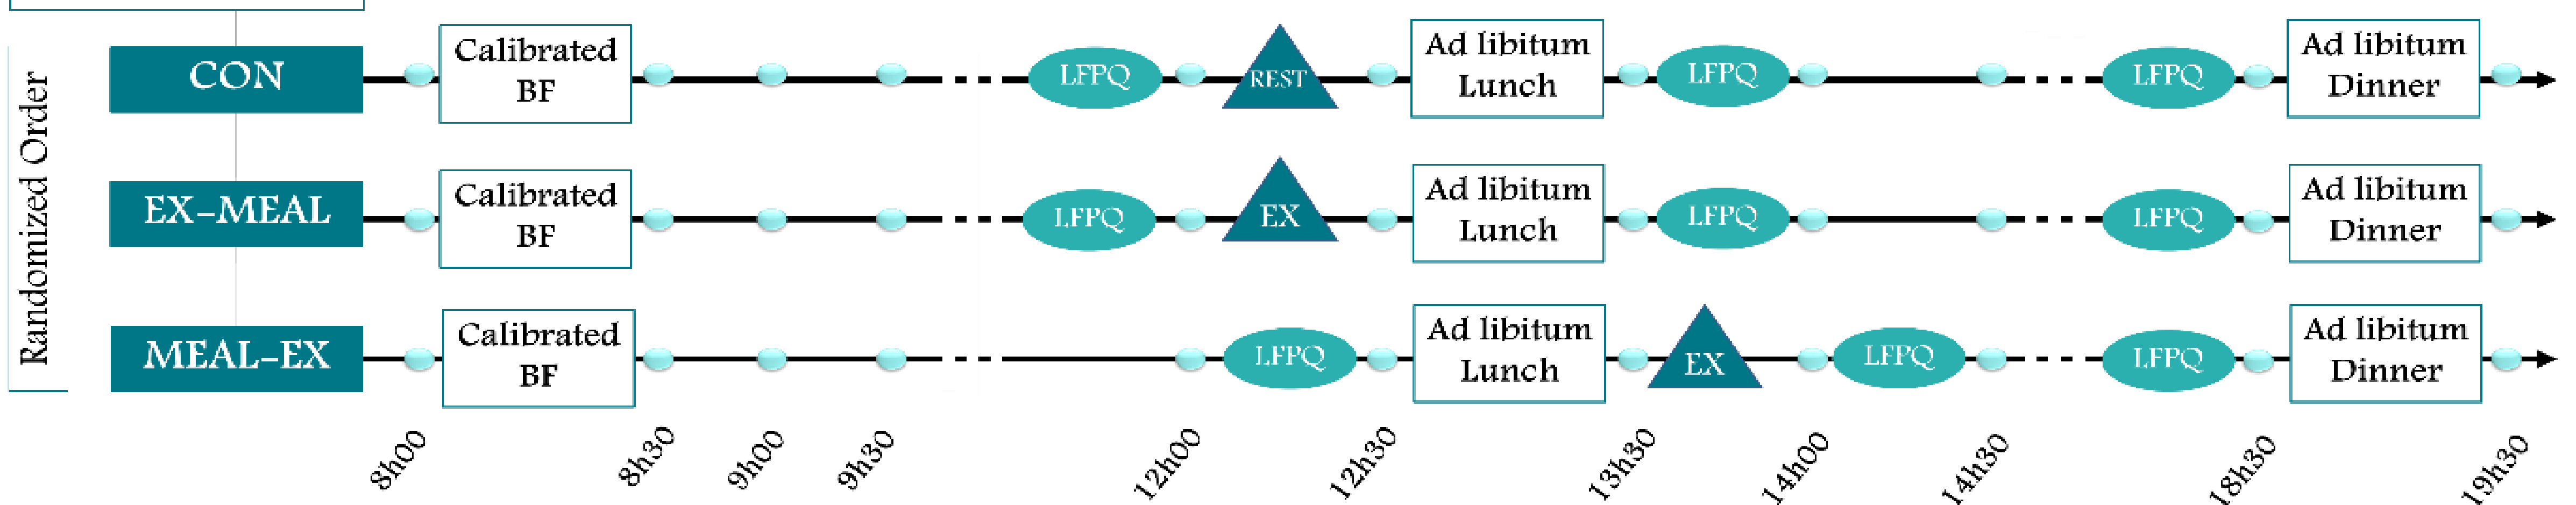 Randomized Order
CON
Calibrated
BF
LFPQ
REST
Ad libitum
Lunch
LFPQ
LFPQ
Ad libitum
Dinner
EX–MEAL
Calibrated
BF
LFPQ
EX
Ad libitum
Lunch
LFPQ
LFPQ
Ad libitum
Dinner
MEAL–EX
Calibrated
BF
LFPQ
Ad libitum
Lunch
EX
LFPQ
LFPQ
Ad libitum
Dinner
8h00
8h30
9h00
9h30
12h00
12h30
13h30
14h00
14h30
18h30
19h30